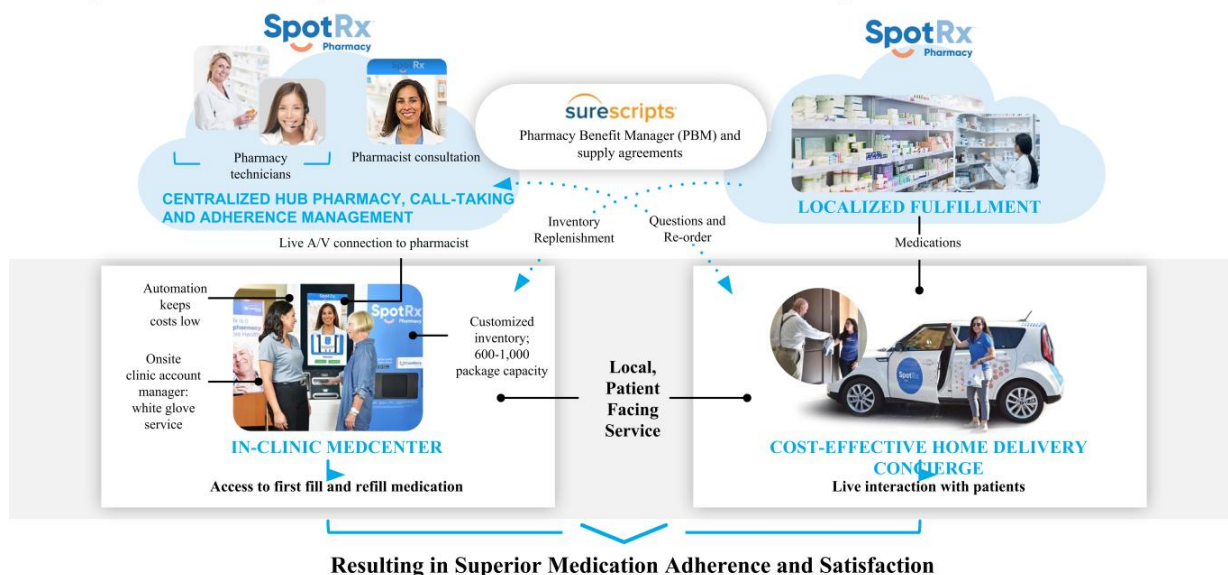 SpotRx
Pharmacy
SpotRx
Pharmacy
surescripts
Pharmacy Benefit Manager (PBM) and
supply agreements
Pharmacy
technicians
Pharmacist consultation
CENTRALIZED HUB PHARMACY, CALL-TAKING
AND ADHERENCE MANAGEMENT
LOCALIZED FULFILLMENT
Inventory
Replenishment
Questions and
Re-order
Live A/V connection to pharmacist
Medications
Automation
keeps
costs low
Onsite
clinic account
manager:
white glove
service
SpotRx
Pharmacy
Customized
inventory;
600-1,000
package capacity
Local,
Patient
Facing
Service
SpotRx
IN-CLINIC MEDCENTER
Access to first fill and refill medication
COST-EFFECTIVE HOME DELIVERY
CONCIERGE
Live interaction with patients
Resulting in Superior Medication Adherence and Satisfaction